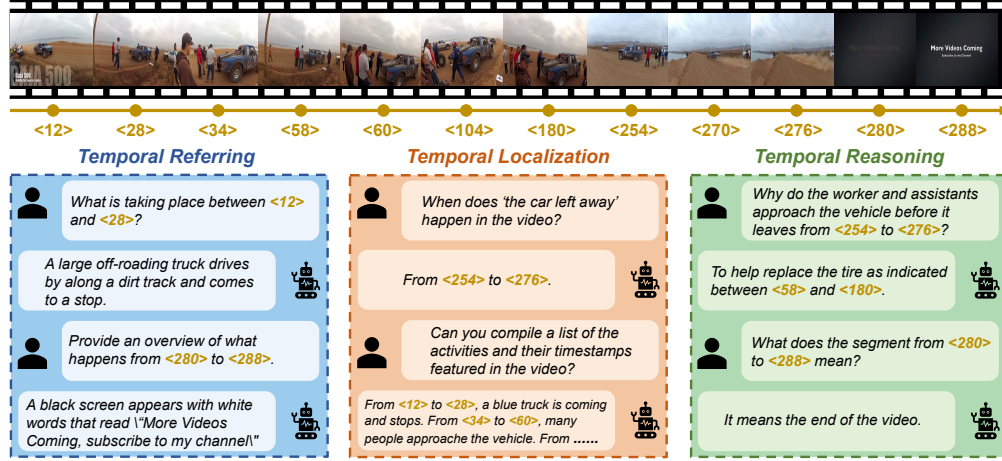 Baja 500
More Videos Coming
Subscribe to my Channel
<12> <28> <34> <58> <60> <104> <180> <254> <270> <276> <280> <288>
Temporal Referring
What is taking place between <12>
and <28>?
A large off-roading truck drives
by along a dirt track and comes
to a stop.
Provide an overview of what
happens from <280> to <288>.
A black screen appears with white
words that read \"More Videos
Coming, subscribe to my channel\"
Temporal Localization
When does ‘the car left away’
happen in the video?
From <254> to <276>.
Can you compile a list of the
activities and their timestamps
featured in the video?
From <12> to <28>, a blue truck is coming
and stops. From <34> to <60>, many
people approache the vehicle. From ......
Temporal Reasoning
Why do the worker and assistants
approach the vehicle before it
leaves from <254> to <276>?
To help replace the tire as indicated
between <58> and <180>.
What does the segment from <280>
to <288> mean?
It means the end of the video.